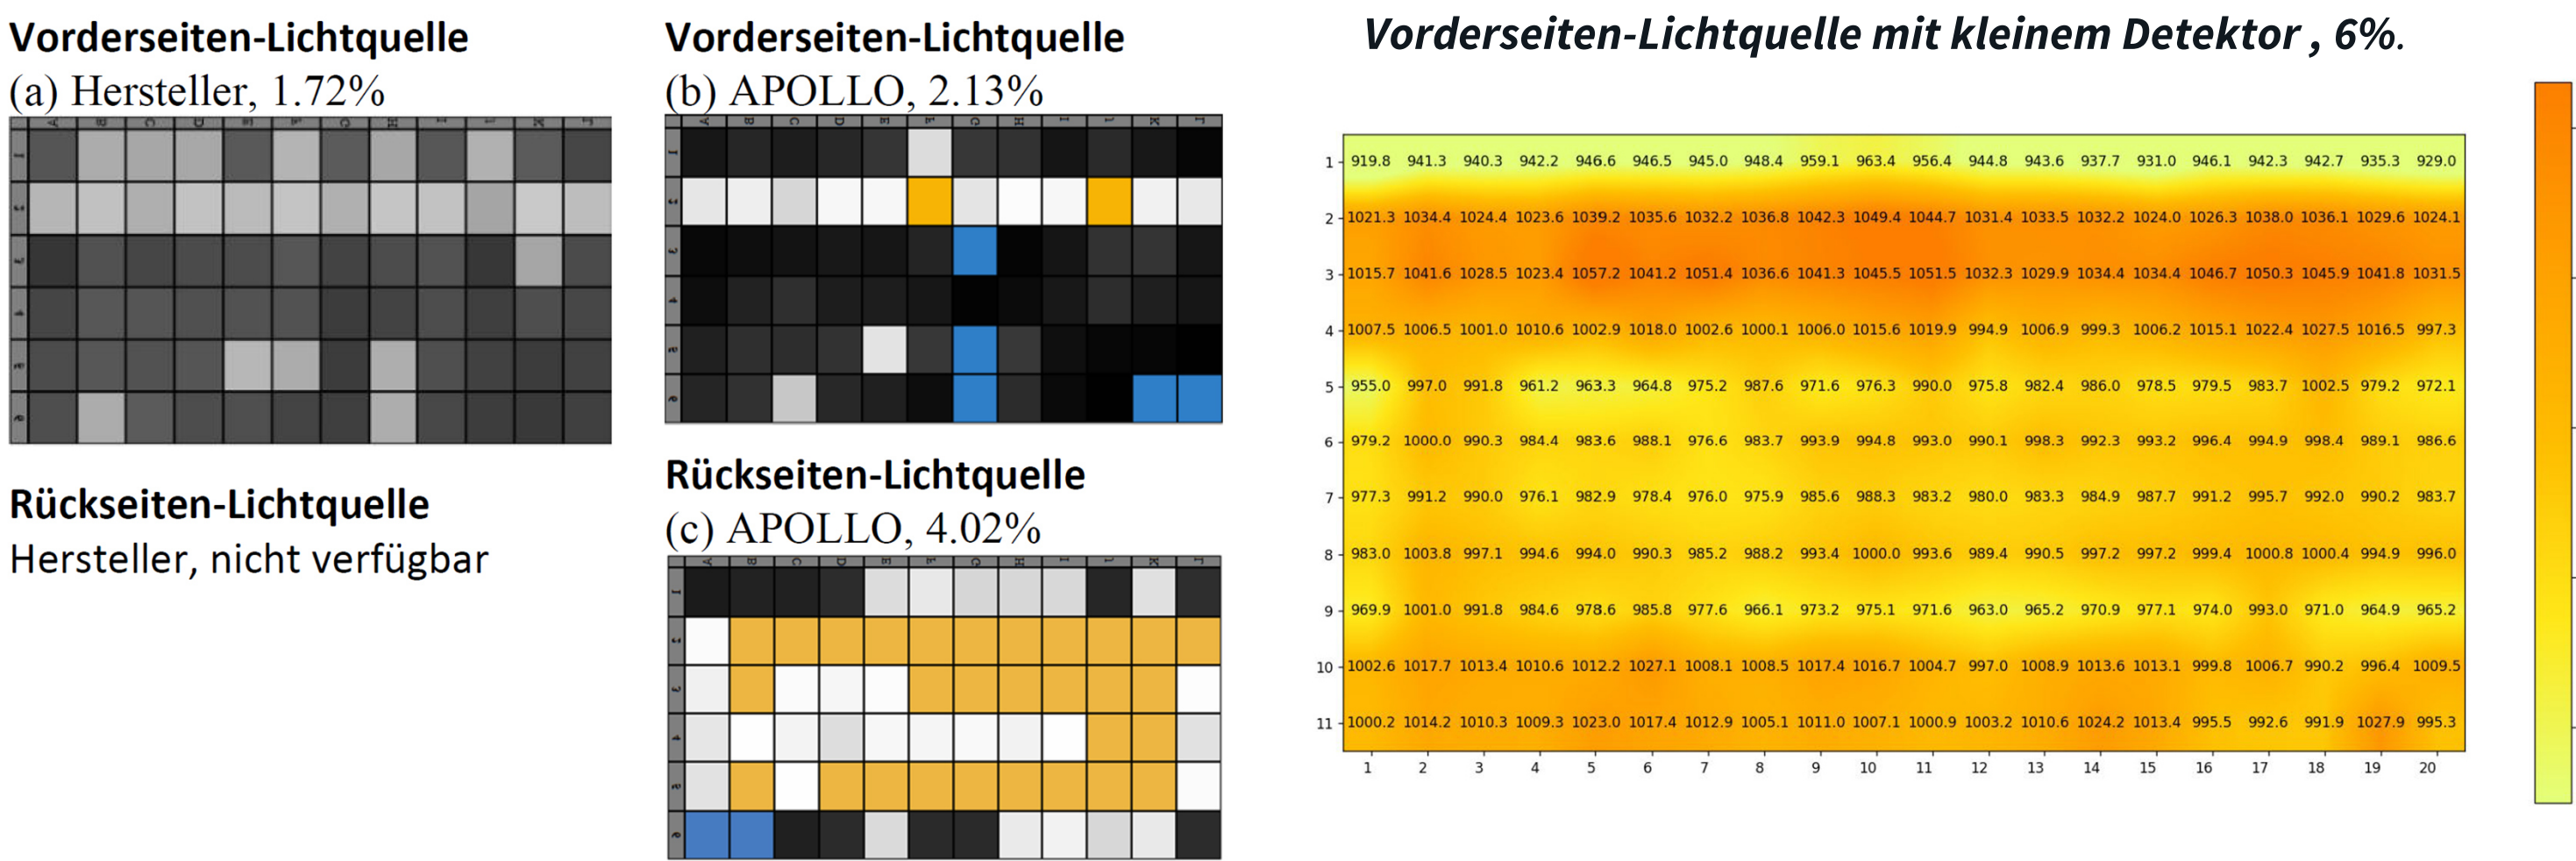 Vorderseiten-Lichtquelle
(a) Hersteller, 1.72%
Rückseiten-Lichtquelle
Hersteller, nicht verfügbar
Vorderseiten-Lichtquelle
(b) APOLLO, 2.13%
Rückseiten-Lichtquelle
(c) APOLLO, 4.02%
Vorderseiten-Lichtquelle mit kleinem Detektor , 6%.
1 919.8 941.3 940.3 942.2 946.6 946.5 945.0 948.4 959.1 963.4 956.4 944.8 943.6 937.7 931.0 946.1 942.3 942.7 935.3 929.0
2 1021.3 1034.4 1024.4 1023.6 1039.2 1035.6 1032.2 1036.8 1042.3 1049.4 1044.7 1031.4 1033.5 1032.2 1024.0 1026.3 1038.0 1036.1 1029.6 1024.1
3 1015.7 1041.6 1028.5 1023.4 1057.2 1041.2 1051.4 1036.6 1041.3 1045.5 1051.5 1032.3 1029.9 1034.4 1034.4 1046.7 1050.3 1045.9 1041.8 1031.5
4 1007.5 1006.5 1001.0 1010.6 1002.9 1018.0 1002.6 1000.1 1006.0 1015.6 1019.9 994.9 1006.9 999.3 1006.2 1015.1 1022.4 1027.5 1016.5 997.3
5 955.0 997.0 991.8 961.2 963.3 964.8 975.2 987.6 971.6 976.3 990.0 975.8 982.4 986.0 978.5 979.5 983.7 1002.5 979.2 972.1
6 979.2 1000.0 990.3 984.4 983.6 988.1 976.6 983.7 993.9 994.8 993.0 990.1 998.3 992.3 993.2 996.4 994.9 998.4 989.1 986.6
7 977.3 991.2 990.0 976.1 982.9 978.4 976.0 975.9 985.6 988.3 983.2 980.0 983.3 984.9 987.7 991.2 995.7 992.0 990.2 983.7
8 983.0 1003.8 997.1 994.6 994.0 990.3 985.2 988.2 993.4 1000.0 993.6 989.4 990.5 997.2 997.2 999.4 1000.8 1000.4 994.9 996.0
9 969.9 1001.0 991.8 984.6 978.6 985.8 977.6 966.1 973.2 975.1 971.6 963.0 965.2 970.9 977.1 974.0 993.0 971.0 964.9 965.2
10 1002.6 1017.7 1013.4 1010.6 1012.2 1027.1 1008.1 1008.5 1017.4 1016.7 1004.7 997.0 1008.9 1013.6 1013.1 999.8 1006.7 990.2 996.4 1009.5
11 1000.2 1014.2 1010.3 1009.3 1023.0 1017.4 1012.9 1005.1 1011.0 1007.1 1000.9 1003.2 1010.6 1024.2 1013.4 995.5 992.6 991.9 1027.9 995.3
1 2 3 4 5 6 7 8 9 10 11 12 13 14 15 16 17 18 19 20